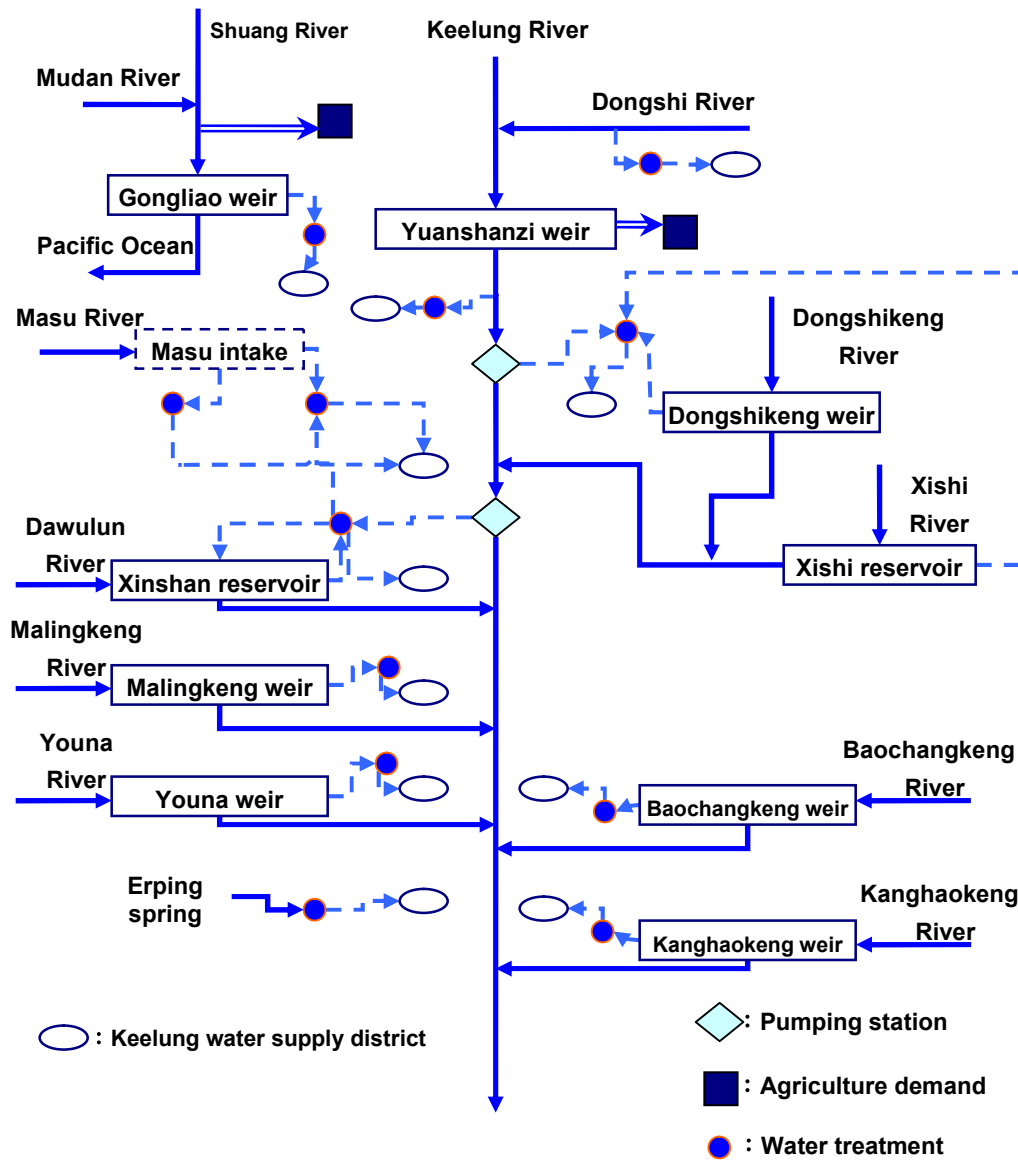 Shuang River
Keelung River
Mudan River
Dongshi River
Gongliao weir
Yuanshanzi weir
Pacific Ocean
Masu River
Masu intake
Dongshikeng
River
Dongshikeng weir
Xishi
River
Dawulun
River
Xinshan reservoir
Xishi reservoir
Malingkeng
River
Malingkeng weir
Youna
River
Youna weir
Baochangkeng
River
Baochangkeng weir
Erping
spring
Kanghaokeng
River
Kanghaokeng weir
: Keelung water supply district
: Pumping station
: Agriculture demand
: Water treatment